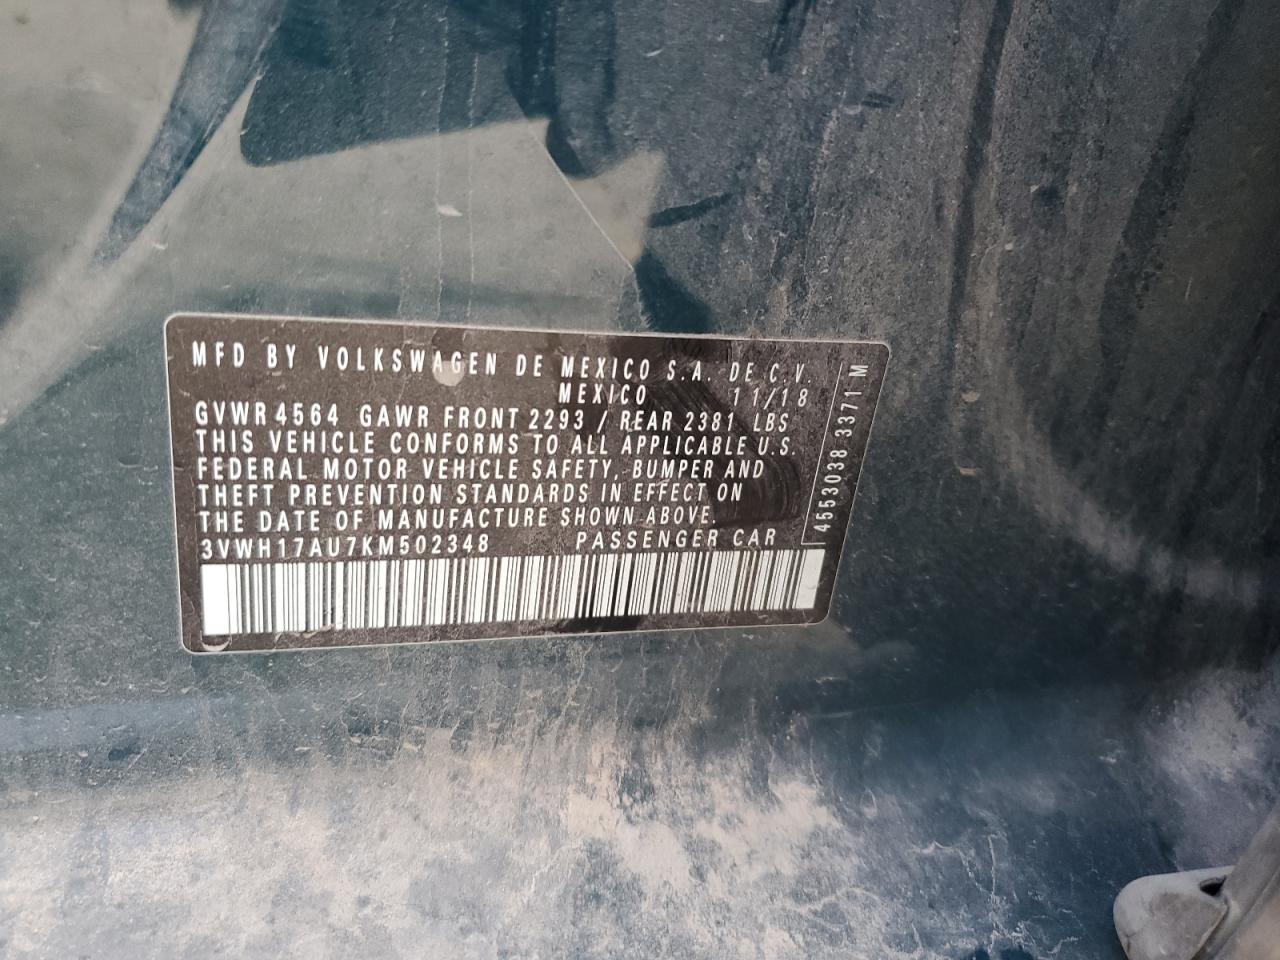 MFD BY VOLKSWAGEN DE MEXICO S.A. DE C.V.
MEXICO 11/18
GVWR 4564 GAWR FRONT 2293 / REAR 2381 LBS
THIS VEHICLE CONFORMS TO ALL APPLICABLE U.S.
FEDERAL MOTOR VEHICLE SAFETY, BUMPER AND
THEFT PREVENTION STANDARDS IN EFFECT ON
THE DATE OF MANUFACTURE SHOWN ABOVE.
3VWH17AU7KM502348 PASSENGER CAR
4553038 3371 M